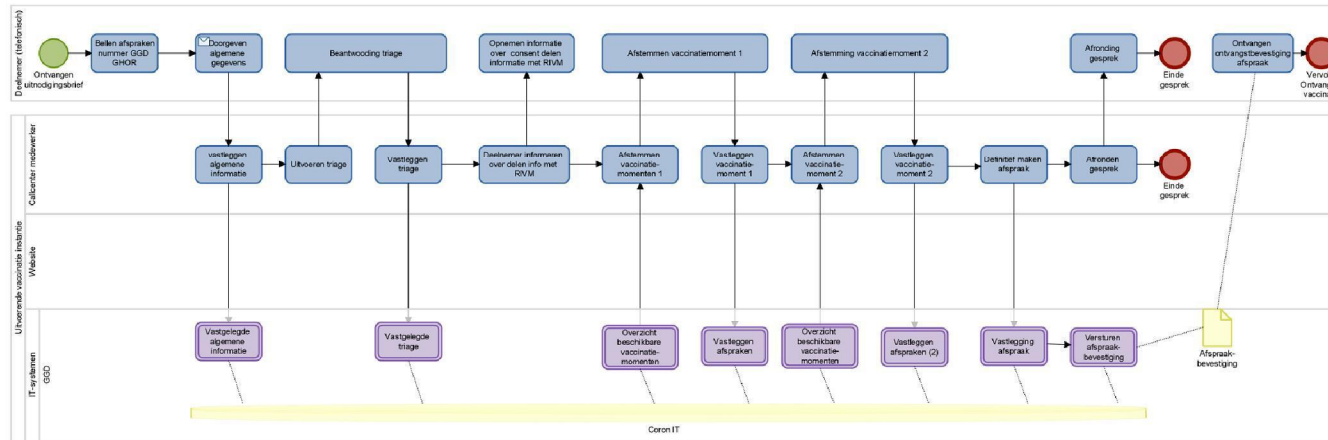 Deelnemer (telefonisch)
Ontvangen
uitnodigingsbrief
Bellen afspraken
nummer GGD
GHOR
Doorgeven
algemene
gegevens
Beantwooding triage
Opnemen informatie
over consent delen
informatie met RIVM
Afstemmen vaccinatiemoment 1
Afstemming vaccinatiemoment 2
Afronding
gesprek
Einde
gesprek
Ontvangen
ontvangstbevestiging
afspraak
Vervo
Ontvang
vaccina
Uitvoerende vaccinatie instantie
Callcenter medewerker
vastleggen
algemene
informatie
Uitvoeren triage
Vastleggen
triage
Deelnemer informeren
over delen info met
RIVM
Afstemmen
vaccinatie-
momenten 1
Vastleggen
vaccinatie-
moment 1
Afstemmen
vaccinatie-
moment 2
Vastleggen
vaccinatie-
moment 2
Definitief maken
afspraak
Afronden
gesprek
Einde
gesprek
Website
IT-systemen
GGD
Vastgelegde
algemene
informatie
Vastgelegde
triage
Overzicht
beschikbare
vaccinatie-
momenten
Vastleggen
afspraken
Overzicht
beschikbare
vaccinatie-
momenten
Vastleggen
afspraken (2)
Vastlegging
afspraak
Versturen
afspraak-
bevestiging
Afspraak-
bevestiging
Coron IT